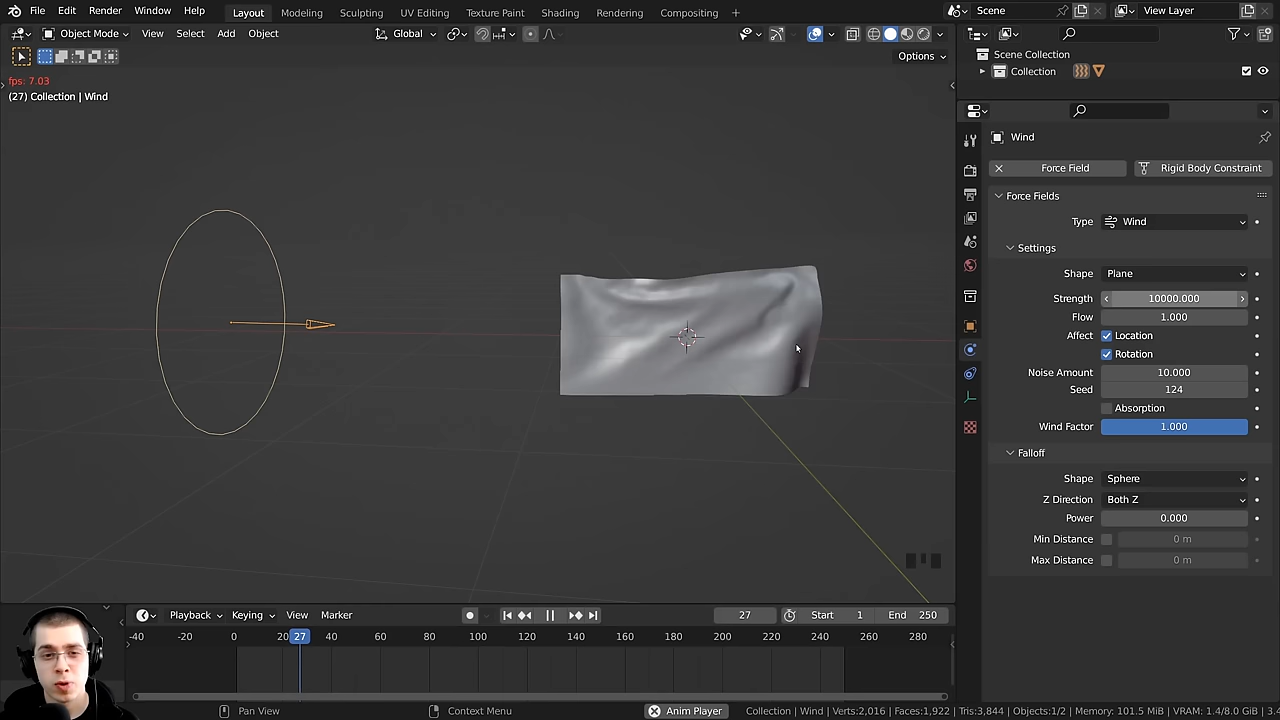 File Edit Render Window Help Layout Modeling Sculpting UV Editing Texture Paint Shading Rendering Compositing + Scene View Layer
Object Mode View Select Add Object Global
Options
Scene Collection
Collection
fps: 7.03
(27) Collection | Wind
Wind
Force Field Rigid Body Constraint
Force Fields
Type Wind
Settings
Shape Plane
Strength 10000.000
Flow 1.000
Affect Location
Rotation
Noise Amount 10.000
Seed 124
Absorption
Wind Factor 1.000
Falloff
Shape Sphere
Z Direction Both Z
Power 0.000
Min Distance 0 m
Max Distance 0 m
Playback Keying View Marker 27 Start 1 End 250
-40 -20 0 20 27 40 60 80 100 120 140 160 180 200 220 240 260 280
Pan View Context Menu Anim Player Collection | Wind | Verts:2,016 | Faces:1,922 | Tris:3,844 | Objects:1/2 | Memory: 101.5 MiB | VRAM: 1.4/8.0 GiB | 3.4